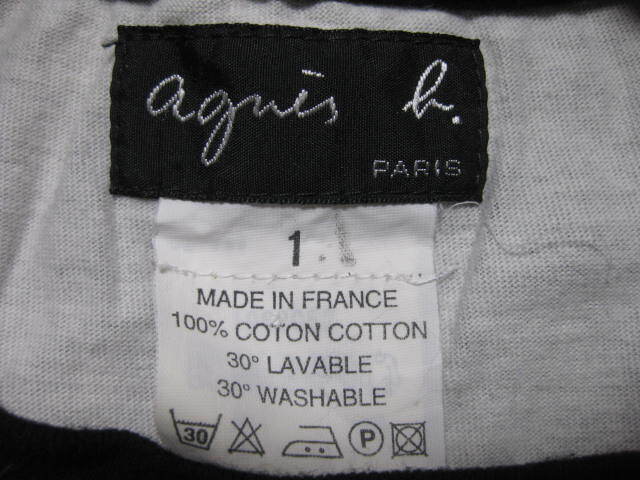 agnès b.
PARIS
1
MADE IN FRANCE
100% COTON COTTON
30° LAVABLE
30° WASHABLE
30 P